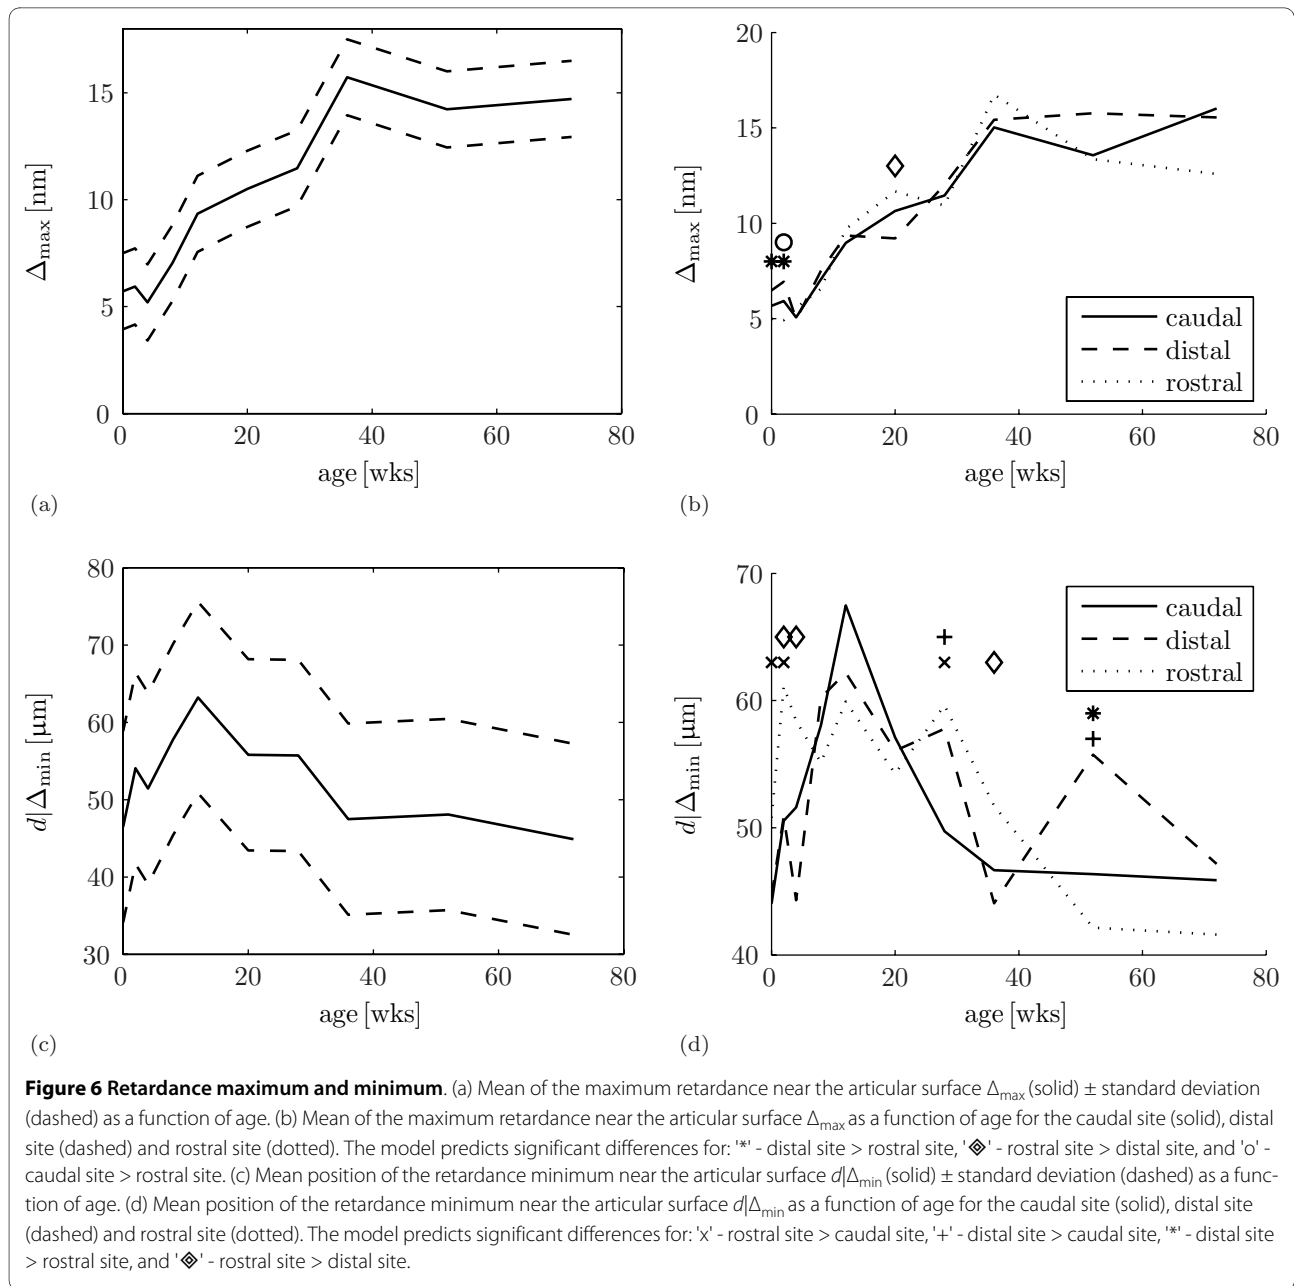 15
10
5
0
0 20 40 60 80
Δmax [nm]
age [wks]
(a)
20
15
10
5
0
0 20 40 60 80
Δmax [nm]
age [wks]
caudal
distal
rostral
(b)
80
70
60
50
40
30
0 20 40 60 80
d|Δmin [μm]
age [wks]
(c)
70
60
50
40
0 20 40 60 80
d|Δmin [μm]
age [wks]
caudal
distal
rostral
(d)
Figure 6 Retardance maximum and minimum. (a) Mean of the maximum retardance near the articular surface Δmax (solid) ± standard deviation
(dashed) as a function of age. (b) Mean of the maximum retardance near the articular surface Δmax as a function of age for the caudal site (solid), distal
site (dashed) and rostral site (dotted). The model predicts significant differences for: '*' - distal site > rostral site, '◈' - rostral site > distal site, and 'o' -
caudal site > rostral site. (c) Mean position of the retardance minimum near the articular surface d|Δmin (solid) ± standard deviation (dashed) as a func-
tion of age. (d) Mean position of the retardance minimum near the articular surface d|Δmin as a function of age for the caudal site (solid), distal site
(dashed) and rostral site (dotted). The model predicts significant differences for: 'x' - rostral site > caudal site, '+' - distal site > caudal site, '*' - distal site
> rostral site, and '◈' - rostral site > distal site.